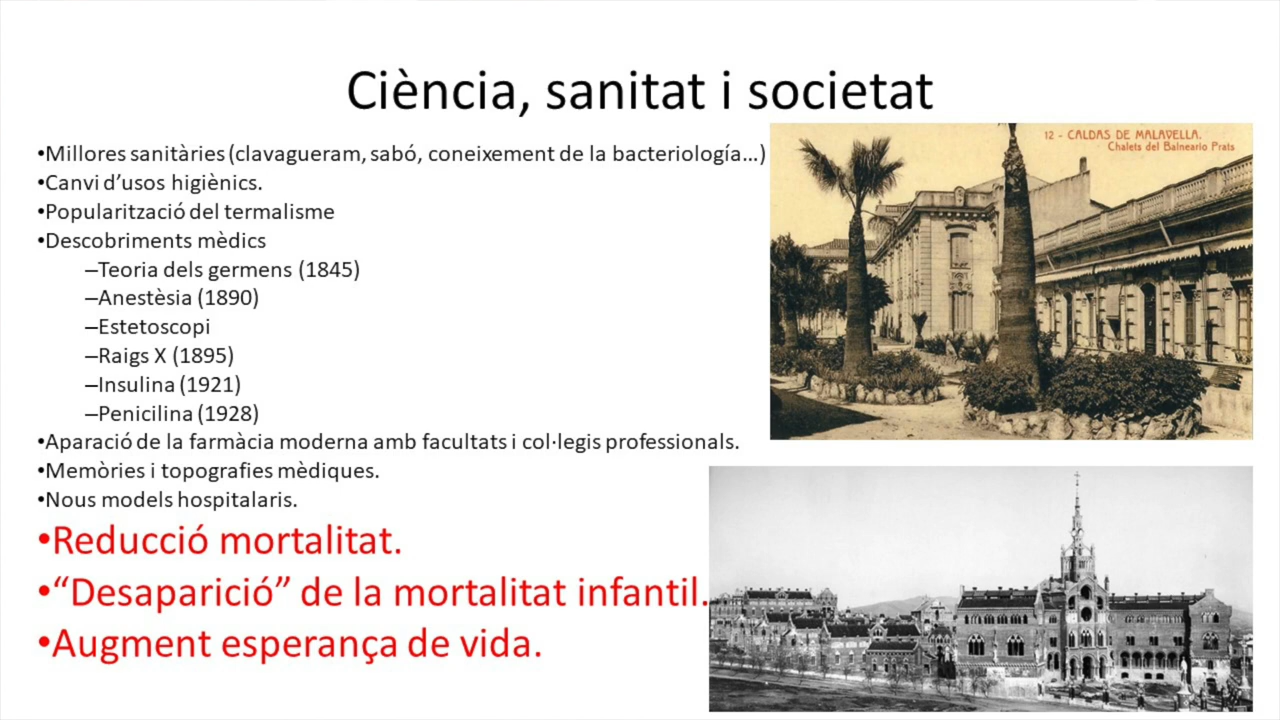 Ciència, sanitat i societat
•Millores sanitàries (clavagueram, sabó, coneixement de la bacteriología…)
•Canvi d’usos higiènics.
•Popularització del termalisme
•Descobriments mèdics
–Teoria dels germens (1845)
–Anestèsia (1890)
–Estetoscopi
–Raigs X (1895)
–Insulina (1921)
–Penicilina (1928)
•Aparació de la farmàcia moderna amb facultats i col·legis professionals.
•Memòries i topografies mèdiques.
•Nous models hospitalaris.
•Reducció mortalitat.
•“Desaparició” de la mortalitat infantil.
•Augment esperança de vida.
12 - CALDAS DE MALAVELLA.
Chalets del Balneario Prats